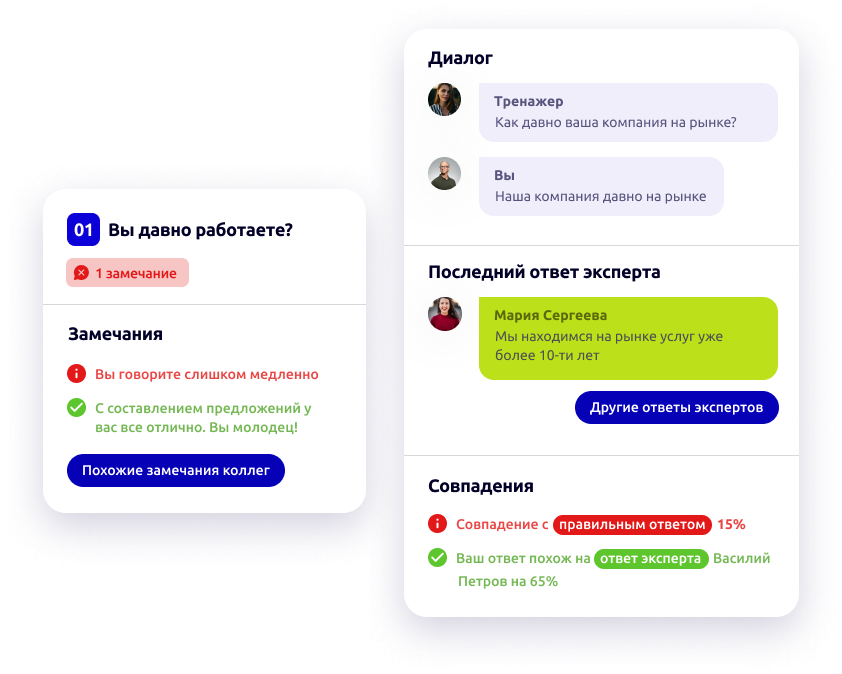 01 Вы давно работаете?
1 замечание
Замечания
Вы говорите слишком медленно
С составлением предложений у
вас все отлично. Вы молодец!
Похожие замечания коллег
Диалог
Тренажер
Как давно ваша компания на рынке?
Вы
Наша компания давно на рынке
Последний ответ эксперта
Мария Сергеева
Мы находимся на рынке услуг уже
более 10-ти лет
Другие ответы экспертов
Совпадения
Совпадение с правильным ответом 15%
Ваш ответ похож на ответ эксперта Василий
Петров на 65%